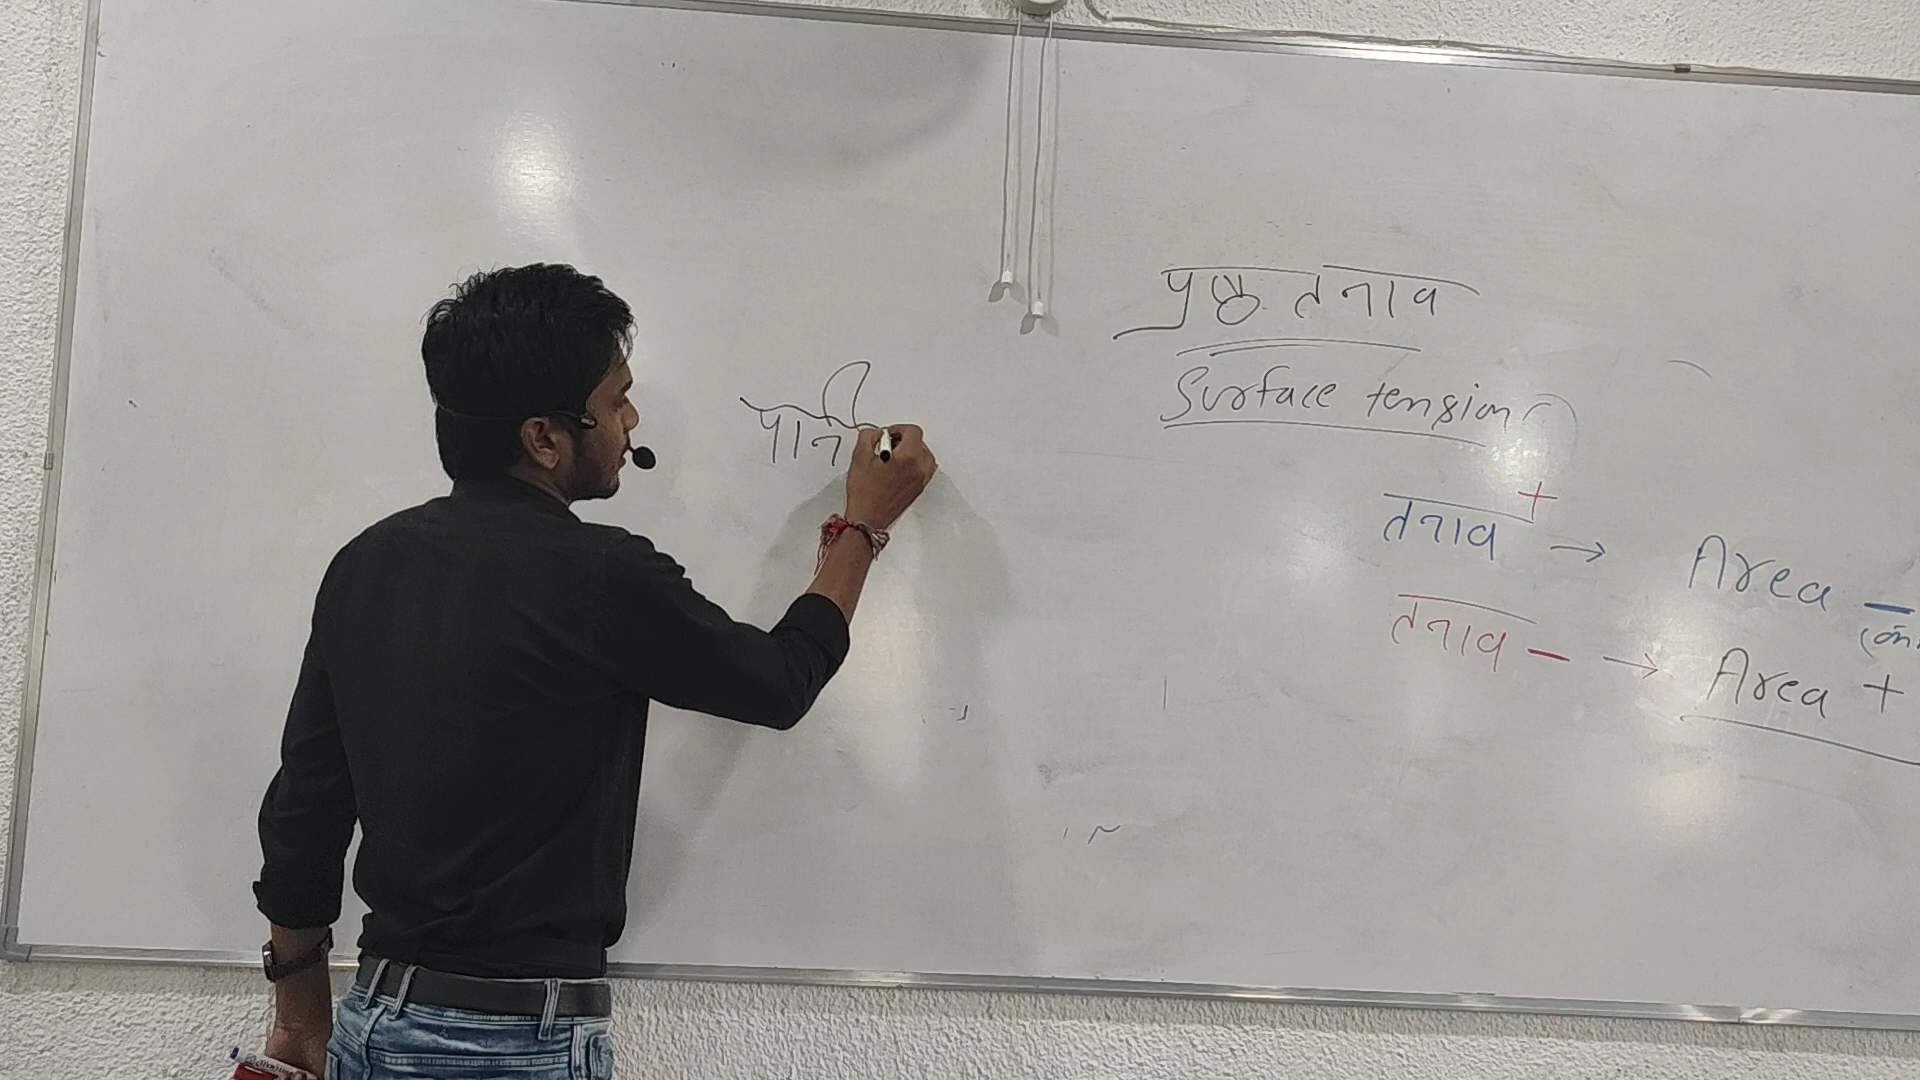 पृष्ठ तनाव
Surface tension
पानी
तनाव + → Area −
तनाव − → Area +